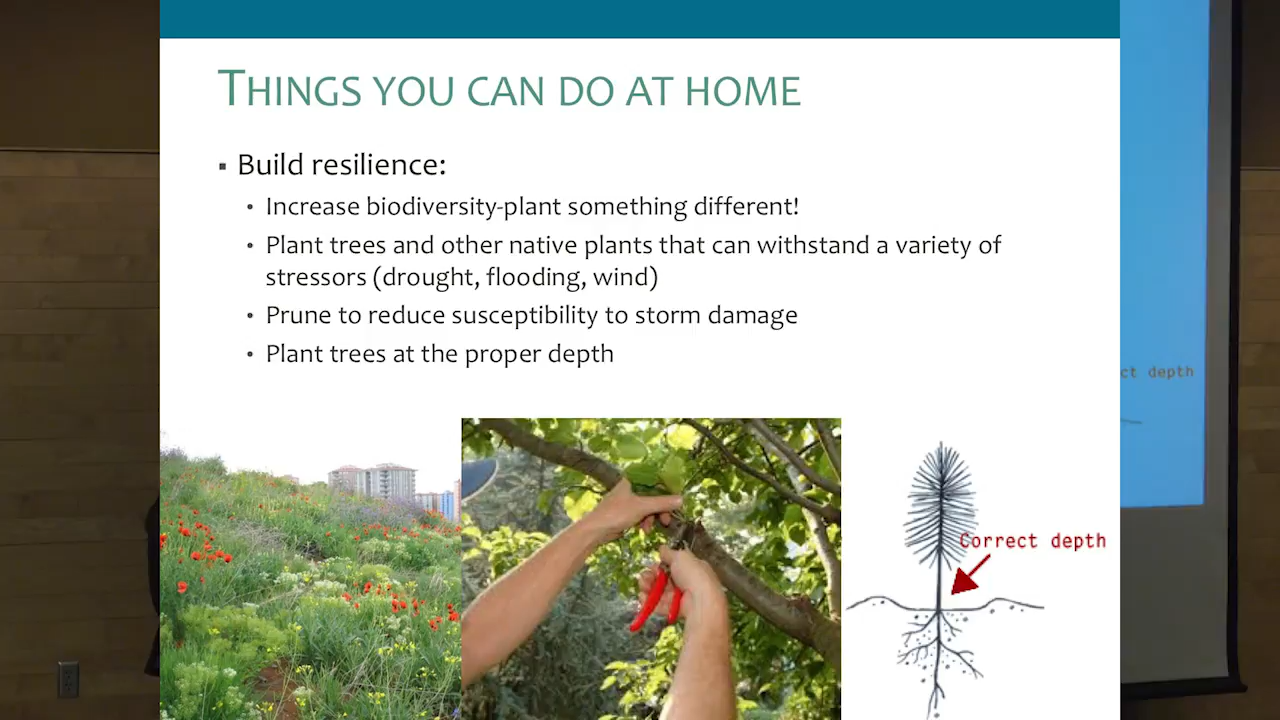 THINGS YOU CAN DO AT HOME
▪ Build resilience:
• Increase biodiversity-plant something different!
• Plant trees and other native plants that can withstand a variety of
stressors (drought, flooding, wind)
• Prune to reduce susceptibility to storm damage
• Plant trees at the proper depth
ct depth
Correct depth